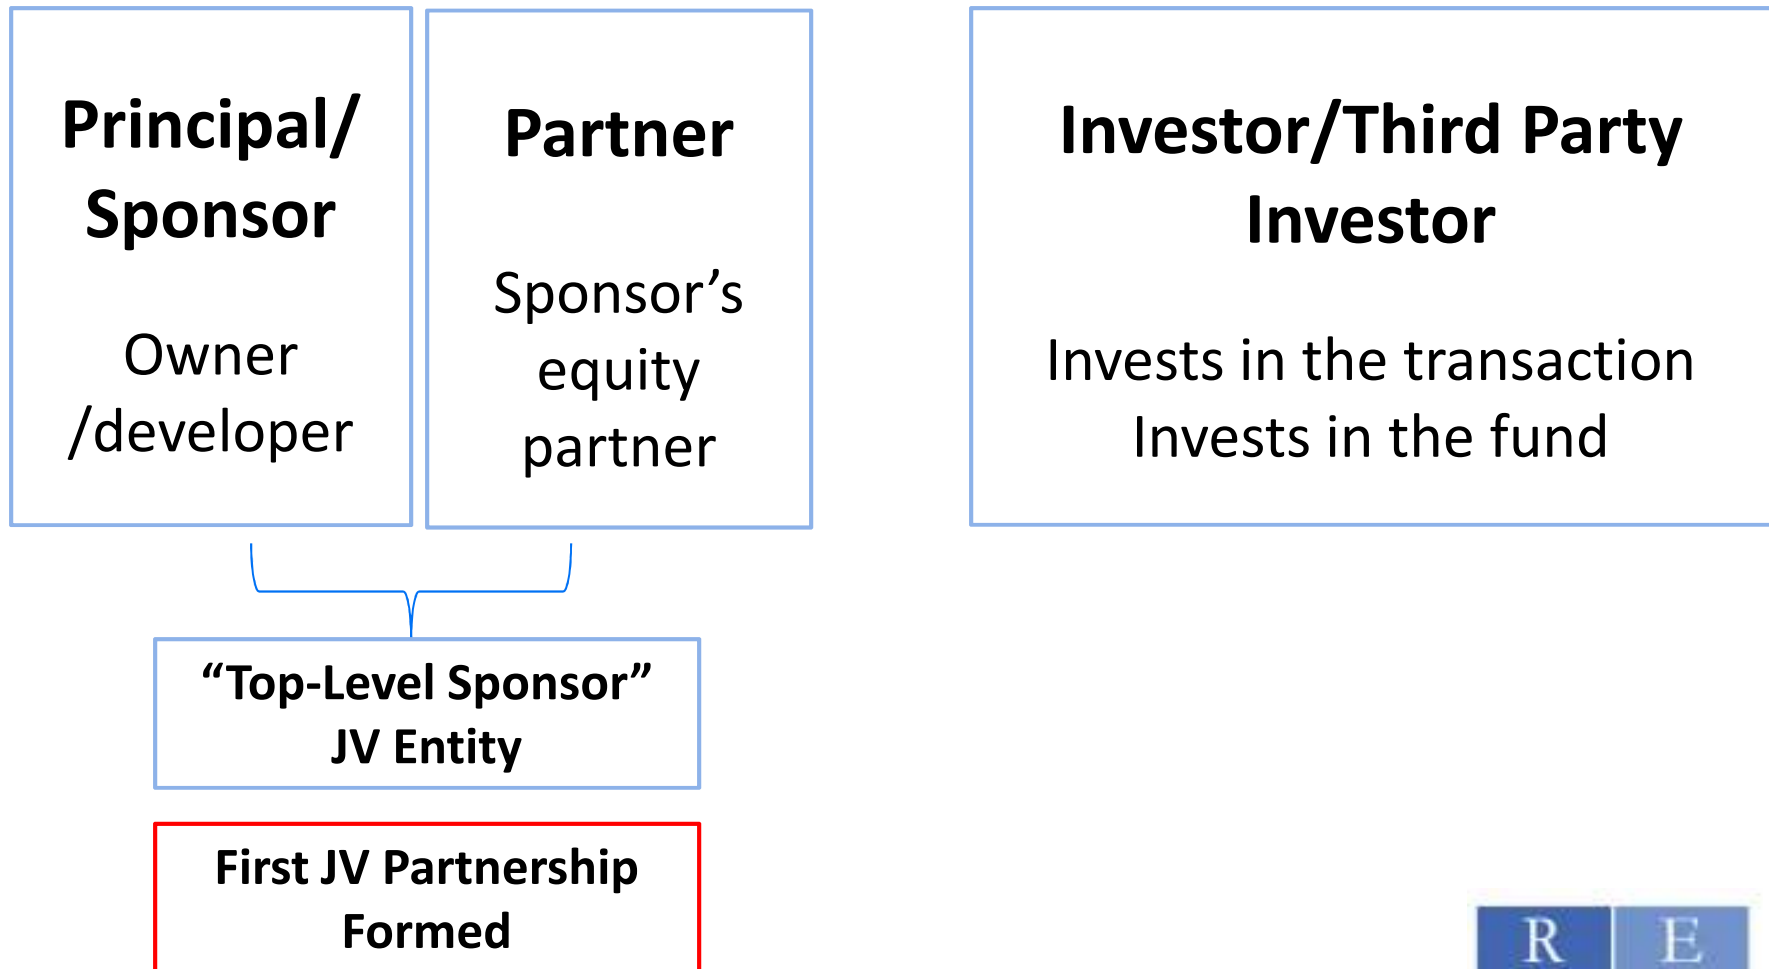 Principal/
Sponsor
Owner
/developer
Partner
Sponsor’s
equity
partner
Investor/Third Party
Investor
Invests in the transaction
Invests in the fund
“Top-Level Sponsor”
JV Entity
First JV Partnership
Formed
R E